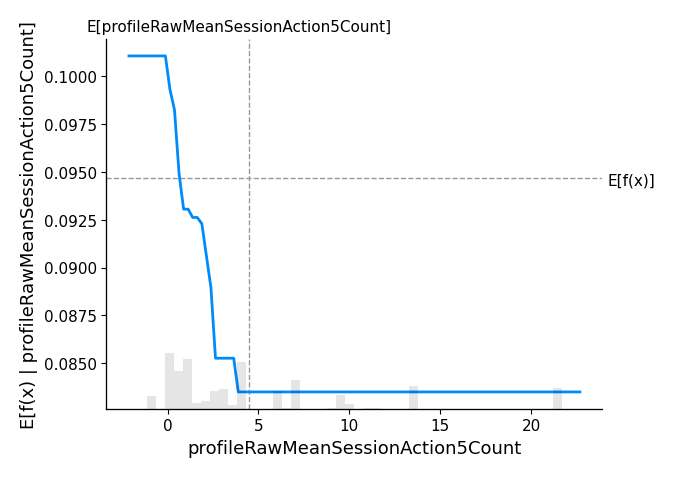 E[profileRawMeanSessionAction5Count]
E[f(x) | profileRawMeanSessionAction5Count]
0.1000
0.0975
0.0950
0.0925
0.0900
0.0875
0.0850
E[f(x)]
0 5 10 15 20
profileRawMeanSessionAction5Count